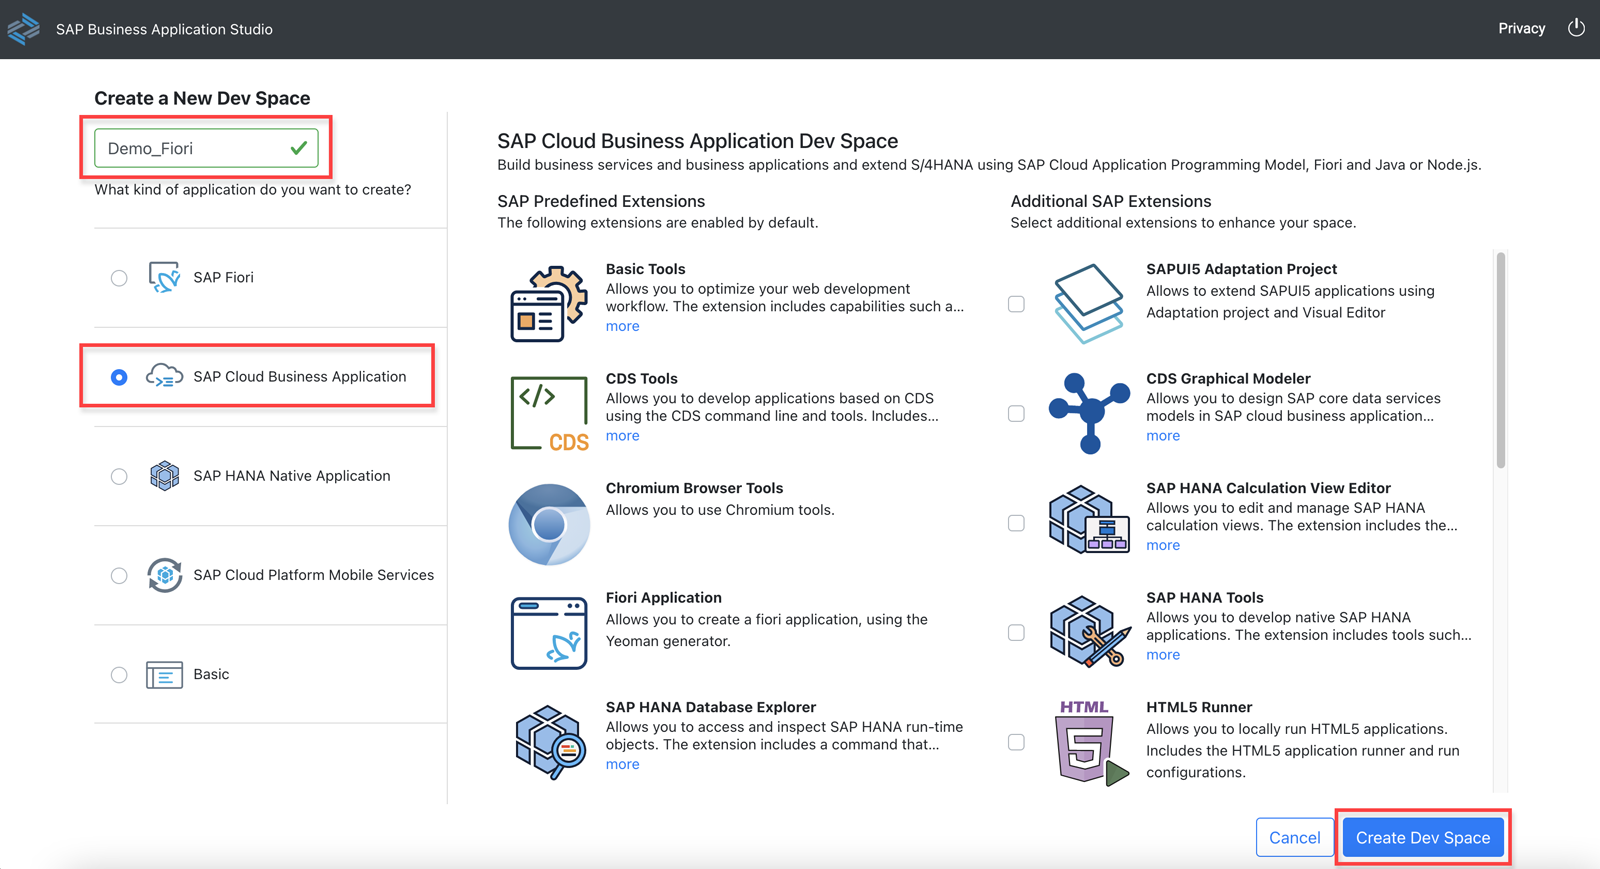 SAP Business Application Studio
Privacy
Create a New Dev Space
Demo_Fiori
What kind of application do you want to create?
SAP Fiori
SAP Cloud Business Application
SAP HANA Native Application
SAP Cloud Platform Mobile Services
Basic
SAP Cloud Business Application Dev Space
Build business services and business applications and extend S/4HANA using SAP Cloud Application Programming Model, Fiori and Java or Node.js.
SAP Predefined Extensions
The following extensions are enabled by default.
Basic Tools
Allows you to optimize your web development
workflow. The extension includes capabilities such a...
more
CDS
CDS Tools
Allows you to develop applications based on CDS
using the CDS command line and tools. Includes...
more
Chromium Browser Tools
Allows you to use Chromium tools.
Fiori Application
Allows you to create a fiori application, using the
Yeoman generator.
SAP HANA Database Explorer
Allows you to access and inspect SAP HANA run-time
objects. The extension includes a command that...
more
Additional SAP Extensions
Select additional extensions to enhance your space.
SAPUI5 Adaptation Project
Allows to extend SAPUI5 applications using
Adaptation project and Visual Editor
CDS Graphical Modeler
Allows you to design SAP core data services
models in SAP cloud business application...
more
SAP HANA Calculation View Editor
Allows you to edit and manage SAP HANA
calculation views. The extension includes the...
more
SAP HANA Tools
Allows you to develop native SAP HANA
applications. The extension includes tools such...
more
HTML
5
HTML5 Runner
Allows you to locally run HTML5 applications.
Includes the HTML5 application runner and run
configurations.
Cancel
Create Dev Space